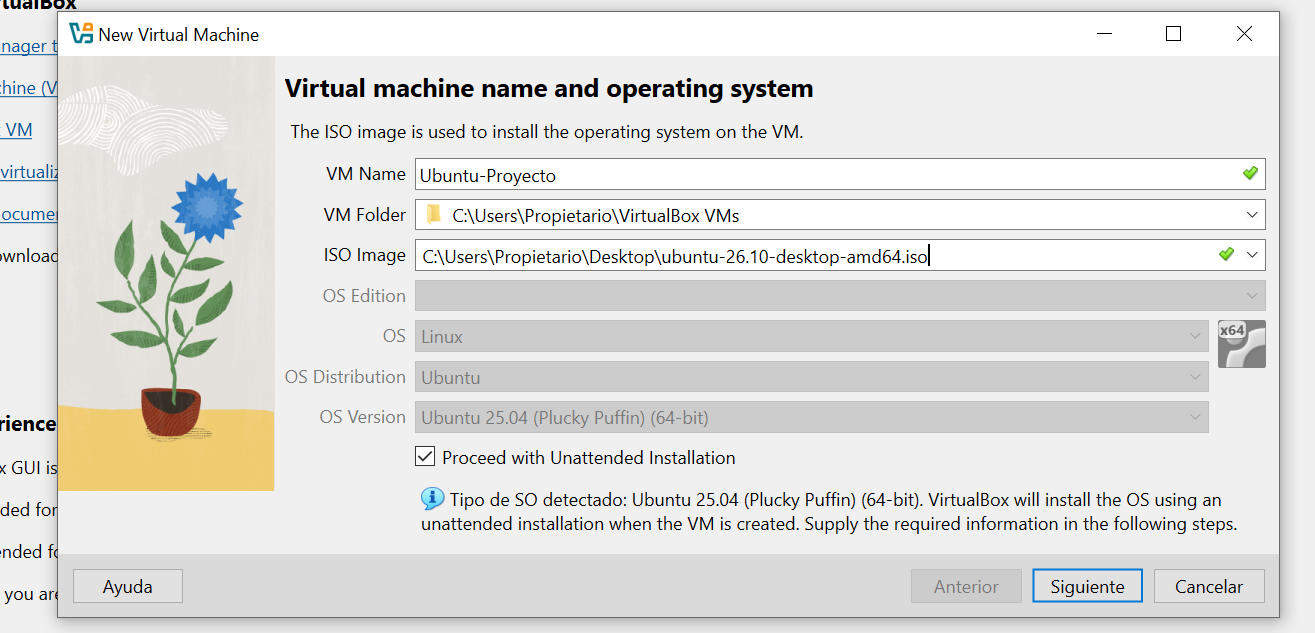 rtualBox
New Virtual Machine
nager t
chine (V
VM
virtualiz
ocumer
ownload
rience
x GUI is
ded for
ended fo
you are
Virtual machine name and operating system
The ISO image is used to install the operating system on the VM.
VM Name Ubuntu-Proyecto
VM Folder C:\Users\Propietario\VirtualBox VMs
ISO Image C:\Users\Propietario\Desktop\ubuntu-26.10-desktop-amd64.iso
OS Edition
OS Linux x64
OS Distribution Ubuntu
OS Version Ubuntu 25.04 (Plucky Puffin) (64-bit)
Proceed with Unattended Installation
Tipo de SO detectado: Ubuntu 25.04 (Plucky Puffin) (64-bit). VirtualBox will install the OS using an
unattended installation when the VM is created. Supply the required information in the following steps.
Ayuda Anterior Siguiente Cancelar